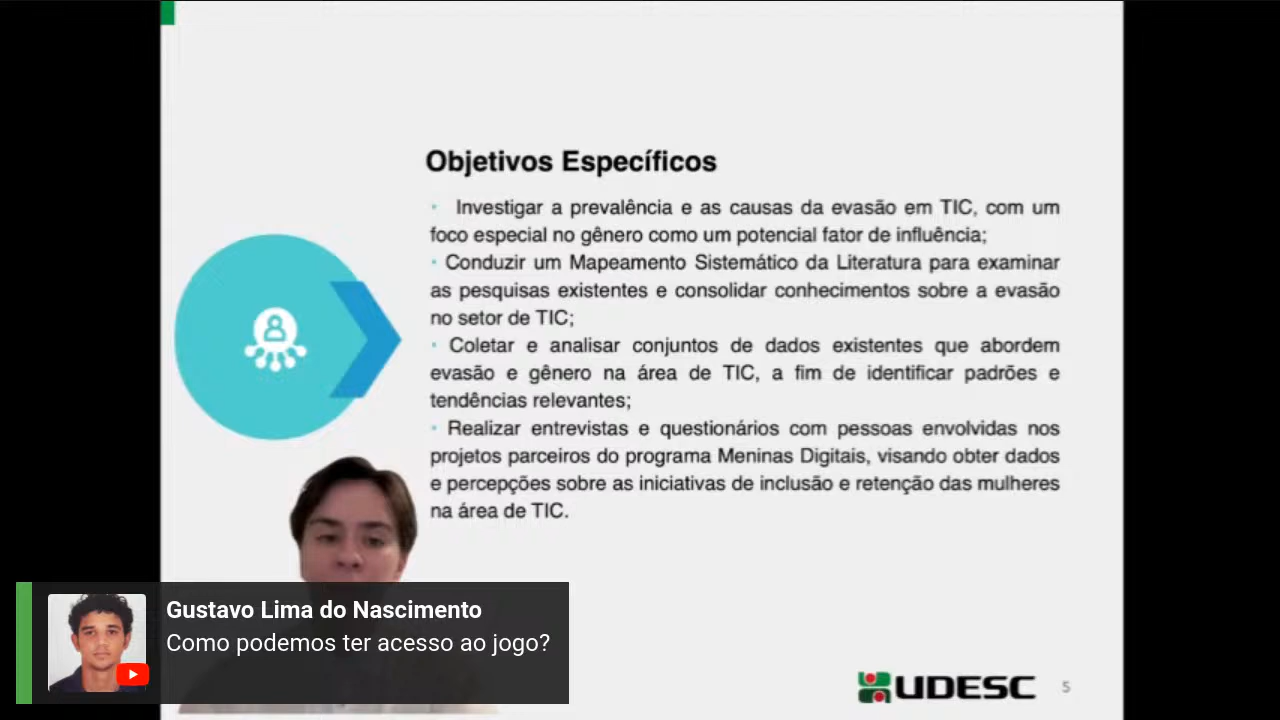 Objetivos Específicos
• Investigar a prevalência e as causas da evasão em TIC, com um
foco especial no gênero como um potencial fator de influência;
• Conduzir um Mapeamento Sistemático da Literatura para examinar
as pesquisas existentes e consolidar conhecimentos sobre a evasão
no setor de TIC;
• Coletar e analisar conjuntos de dados existentes que abordem
evasão e gênero na área de TIC, a fim de identificar padrões e
tendências relevantes;
• Realizar entrevistas e questionários com pessoas envolvidas nos
projetos parceiros do programa Meninas Digitais, visando obter dados
e percepções sobre as iniciativas de inclusão e retenção das mulheres
na área de TIC.
Gustavo Lima do Nascimento
Como podemos ter acesso ao jogo?
UDESC
5